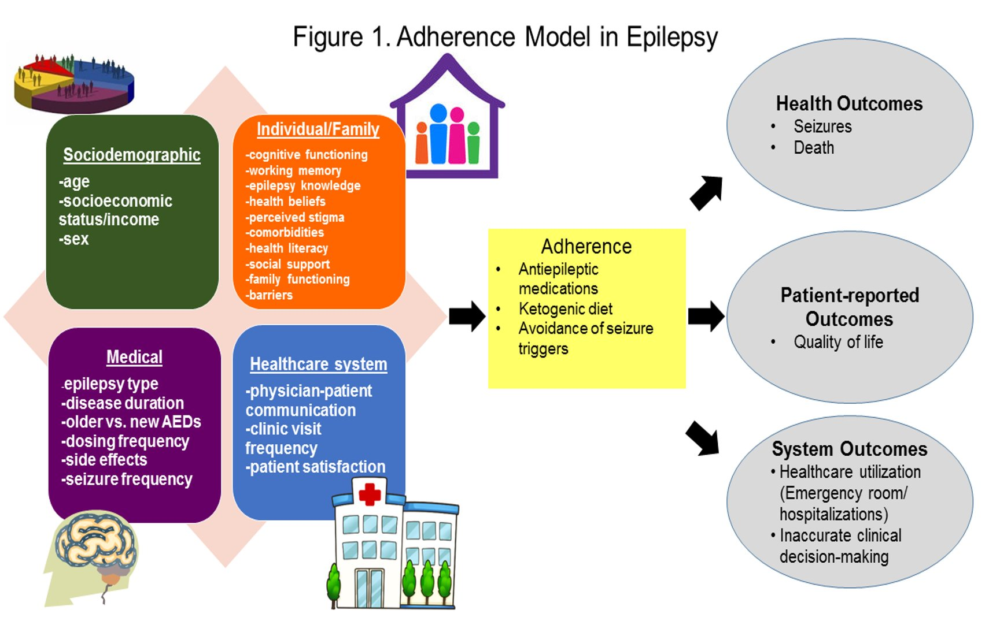 Figure 1. Adherence Model in Epilepsy
Sociodemographic
-age
-socioeconomic
status/income
-sex
Individual/Family
-cognitive functioning
-working memory
-epilepsy knowledge
-health beliefs
-perceived stigma
-comorbidities
-health literacy
-social support
-family functioning
-barriers
Medical
-epilepsy type
-disease duration
-older vs. new AEDs
-dosing frequency
-side effects
-seizure frequency
Healthcare system
-physician-patient
communication
-clinic visit
frequency
-patient satisfaction
Adherence
• Antiepileptic
medications
• Ketogenic diet
• Avoidance of seizure
triggers
Health Outcomes
• Seizures
• Death
Patient-reported
Outcomes
• Quality of life
System Outcomes
• Healthcare utilization
(Emergency room/
hospitalizations)
• Inaccurate clinical
decision-making